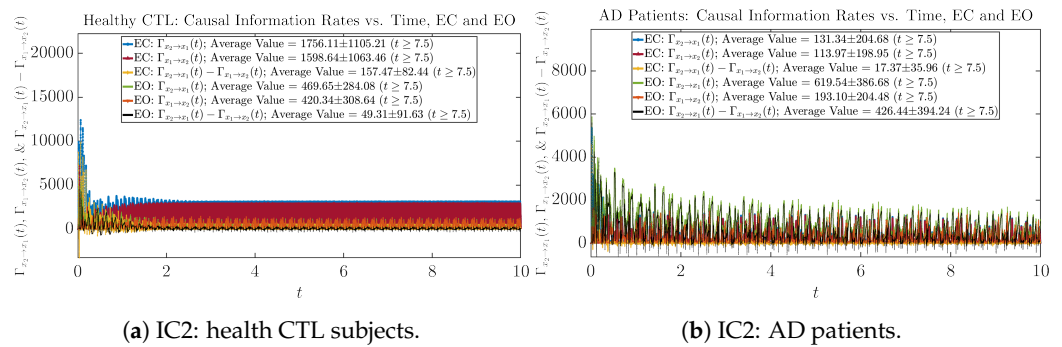 Healthy CTL: Causal Information Rates vs. Time, EC and EO
Γx₂→x₁(t), Γx₁→x₂(t), & Γx₂→x₁(t) − Γx₁→x₂(t)
20000
15000
10000
5000
0
EC: Γx₂→x₁(t); Average Value = 1756.11±1105.21 (t ≥ 7.5)
EC: Γx₁→x₂(t); Average Value = 1598.64±1063.46 (t ≥ 7.5)
EC: Γx₂→x₁(t) − Γx₁→x₂(t); Average Value = 157.47±82.44 (t ≥ 7.5)
EO: Γx₂→x₁(t); Average Value = 469.65±284.08 (t ≥ 7.5)
EO: Γx₁→x₂(t); Average Value = 420.34±308.64 (t ≥ 7.5)
EO: Γx₂→x₁(t) − Γx₁→x₂(t); Average Value = 49.31±91.63 (t ≥ 7.5)
0 2 4 6 8 10
t
(a) IC2: health CTL subjects.
AD Patients: Causal Information Rates vs. Time, EC and EO
Γx₂→x₁(t), Γx₁→x₂(t), & Γx₂→x₁(t) − Γx₁→x₂(t)
8000
6000
4000
2000
0
EC: Γx₂→x₁(t); Average Value = 131.34±204.68 (t ≥ 7.5)
EC: Γx₁→x₂(t); Average Value = 113.97±198.95 (t ≥ 7.5)
EC: Γx₂→x₁(t) − Γx₁→x₂(t); Average Value = 17.37±35.96 (t ≥ 7.5)
EO: Γx₂→x₁(t); Average Value = 619.54±386.68 (t ≥ 7.5)
EO: Γx₁→x₂(t); Average Value = 193.10±204.48 (t ≥ 7.5)
EO: Γx₂→x₁(t) − Γx₁→x₂(t); Average Value = 426.44±394.24 (t ≥ 7.5)
0 2 4 6 8 10
t
(b) IC2: AD patients.